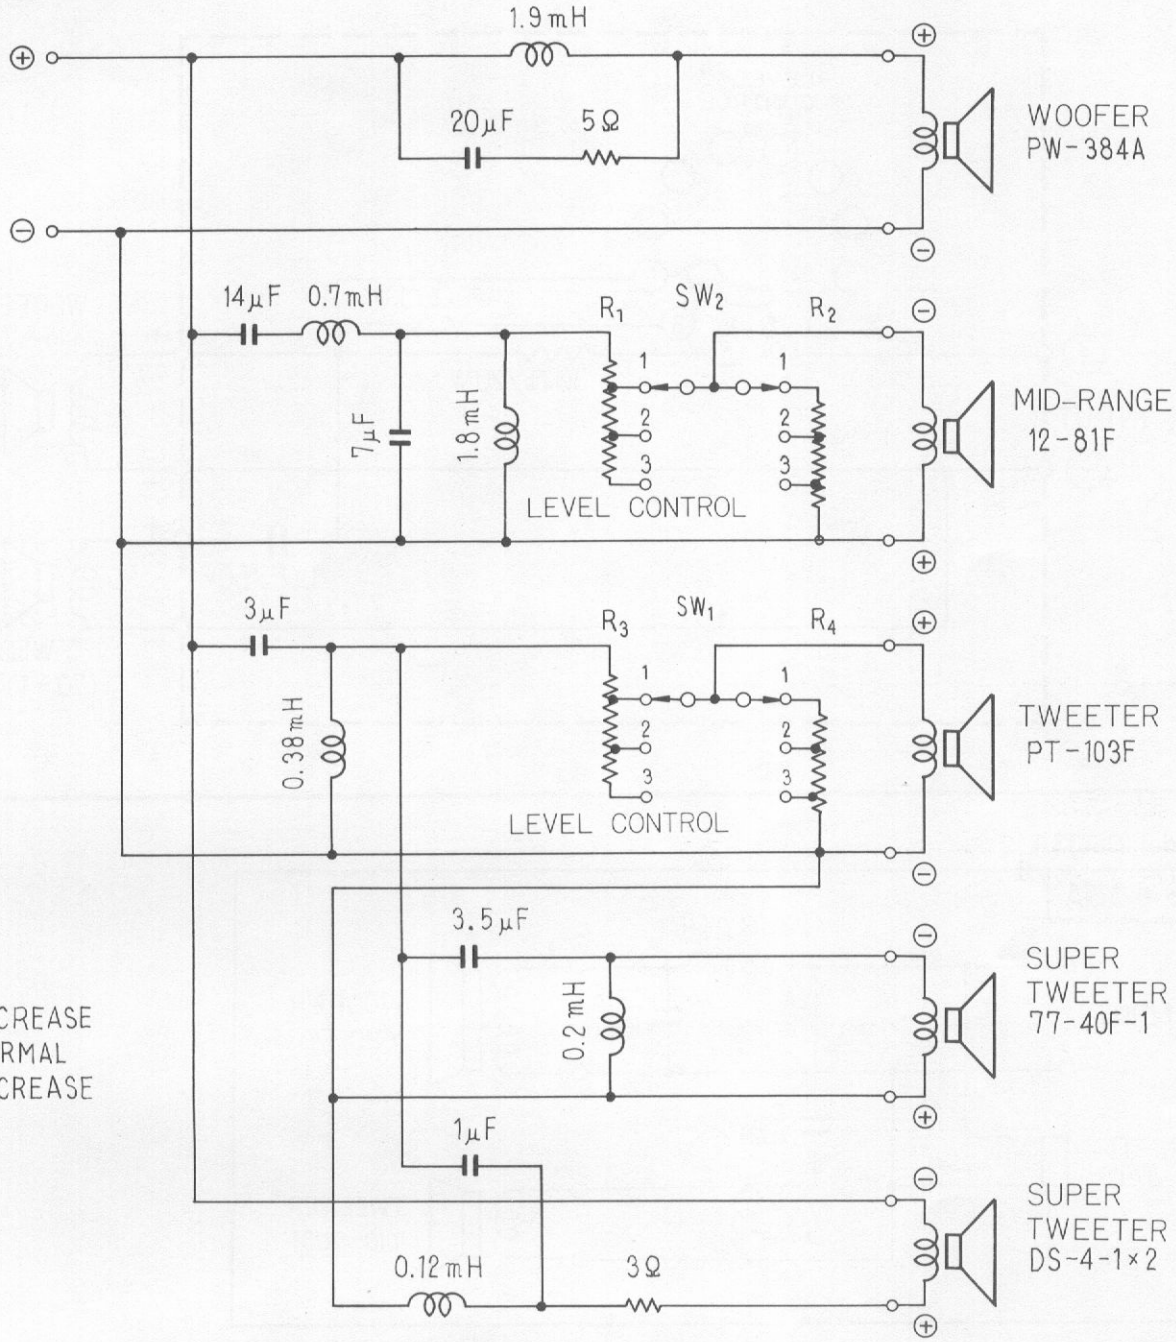 1.9mH
⊕
⊕
20μF
5Ω
WOOFER
PW-384A
⊖
⊖
14μF
0.7mH
R₁
SW₂
R₂
⊖
1
1
7μF
1.8mH
2
2
MID-RANGE
12-81F
3
3
LEVEL CONTROL
⊕
3μF
R₃
SW₁
R₄
⊕
1
1
0.38mH
2
2
TWEETER
PT-103F
3
3
LEVEL CONTROL
⊖
3.5μF
⊖
SUPER
TWEETER
77-40F-1
0.2mH
CREASE
RMAL
CREASE
⊕
1μF
⊖
SUPER
TWEETER
DS-4-1×2
0.12mH
3Ω
⊕